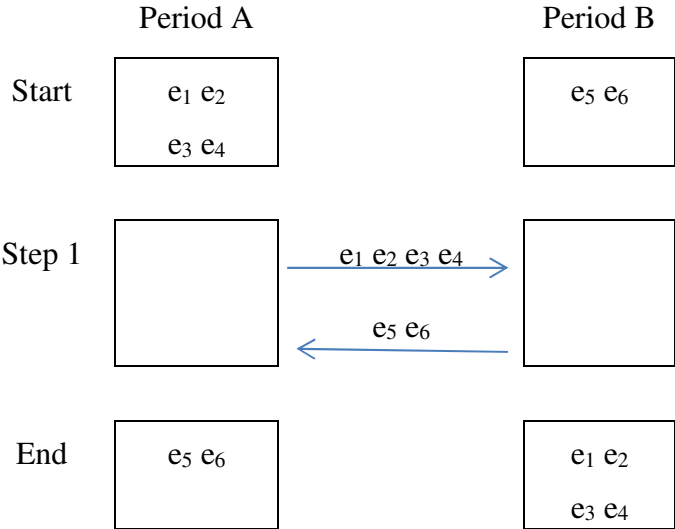 Period A Period B
Start e₁ e₂ e₅ e₆
e₃ e₄
Step 1 e₁ e₂ e₃ e₄
e₅ e₆
End e₅ e₆ e₁ e₂
e₃ e₄